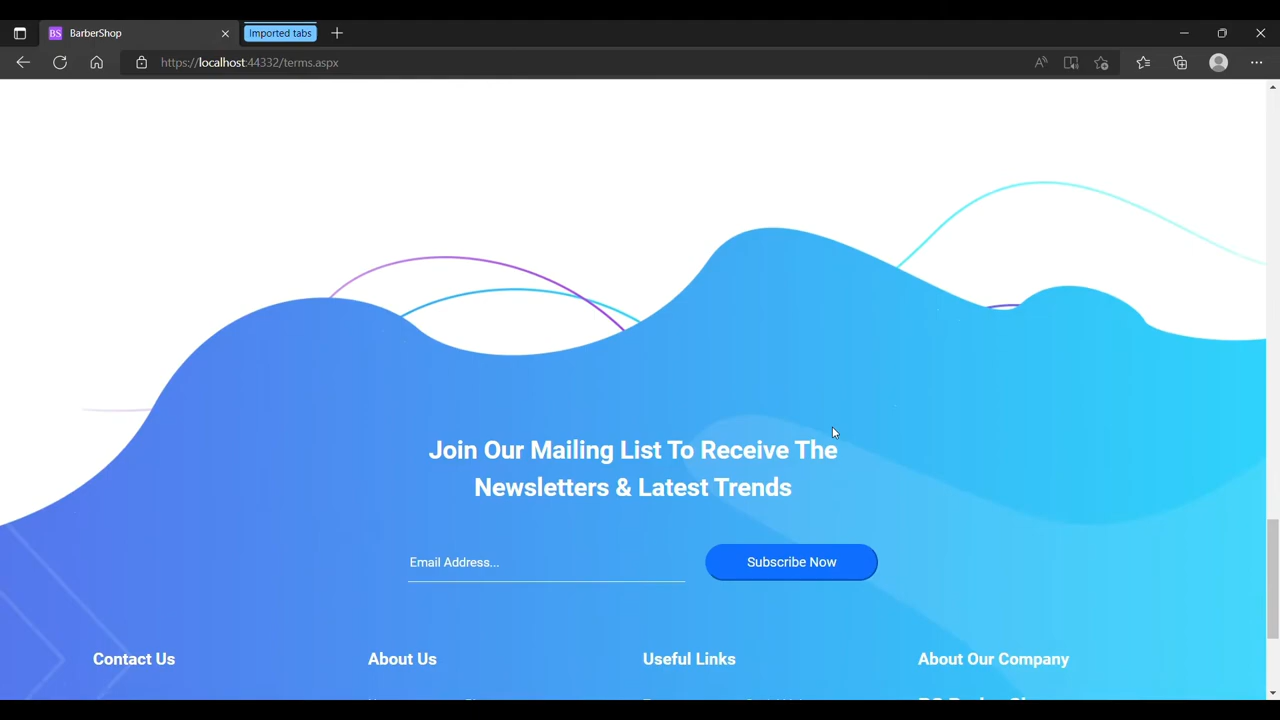 BS BarberShop
Imported tabs
https://localhost:44332/terms.aspx
Join Our Mailing List To Receive The
Newsletters & Latest Trends
Email Address...
Subscribe Now
Contact Us
About Us
Useful Links
About Our Company